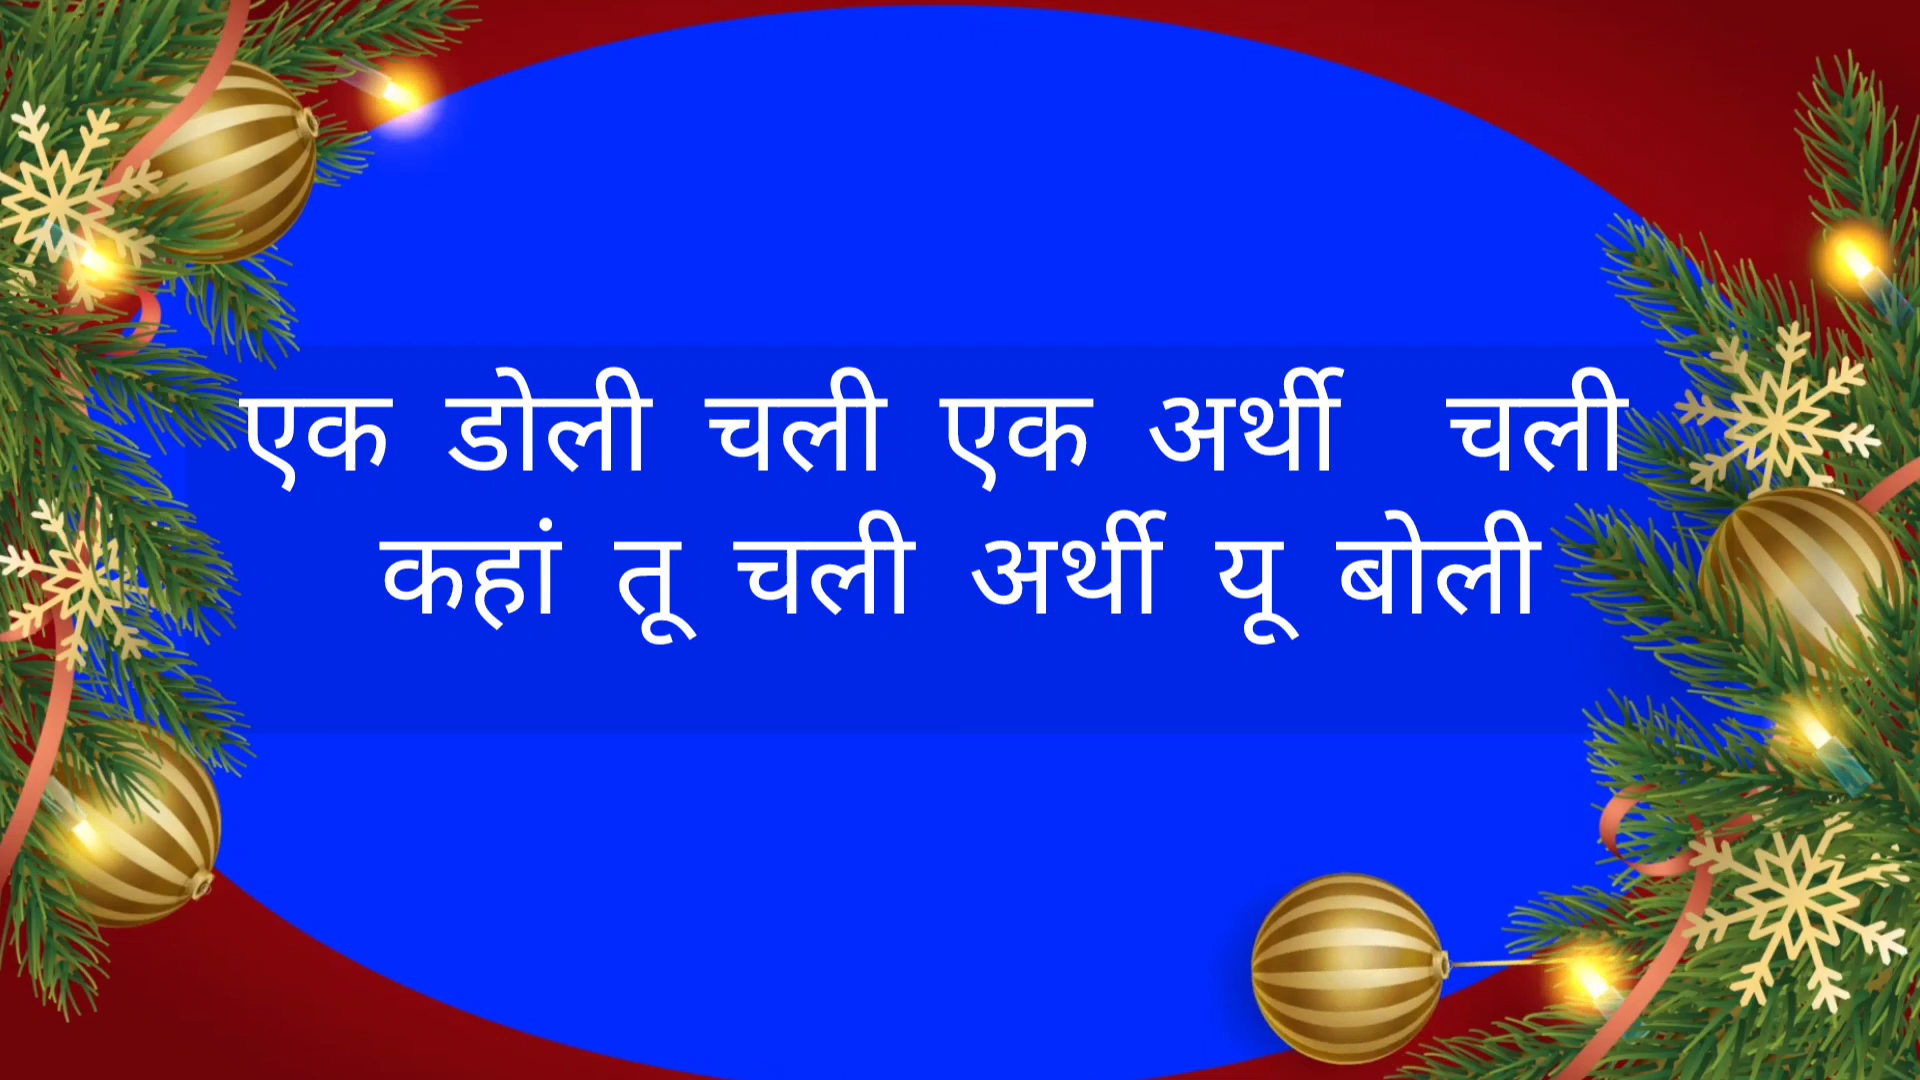 एक डोली चली एक अर्थी चली
कहां तू चली अर्थी यू बोली